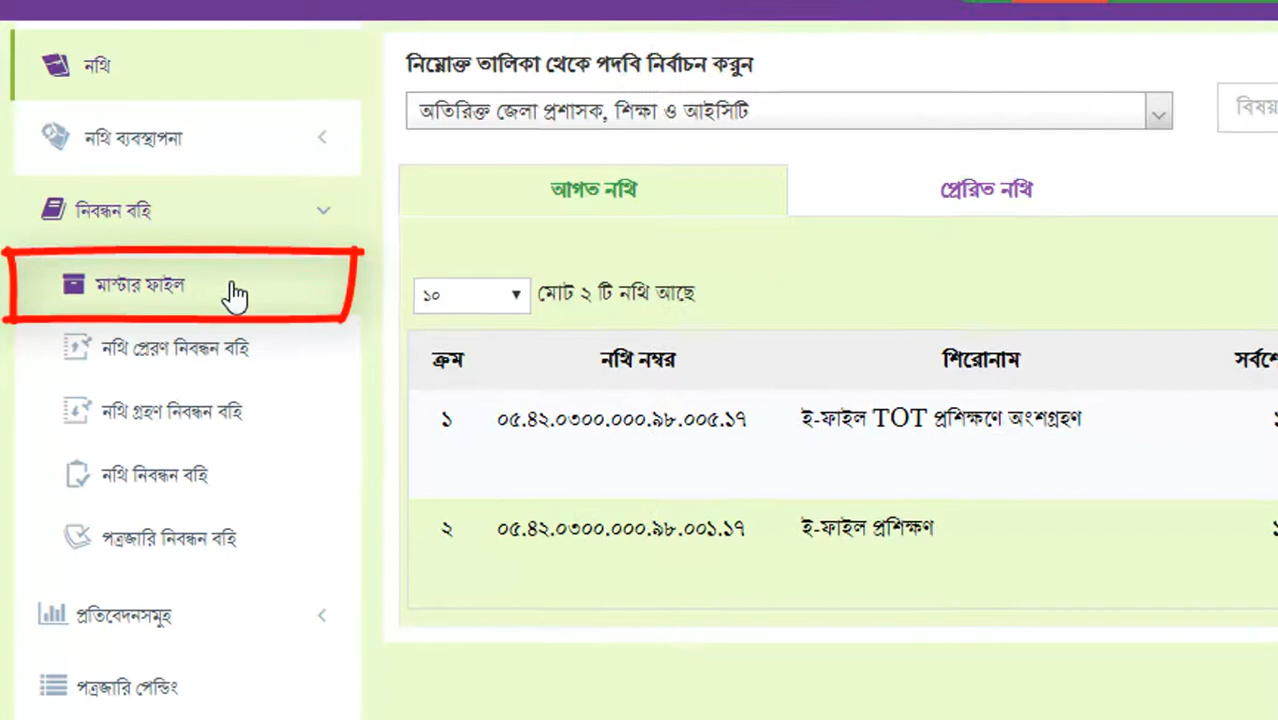 নথি
নথি ব্যবস্থাপনা
নিবন্ধন বহি
মাস্টার ফাইল
নথি প্রেরণ নিবন্ধন বহি
নথি গ্রহণ নিবন্ধন বহি
নথি নিবন্ধন বহি
পত্রজারি নিবন্ধন বহি
প্রতিবেদনসমূহ
পত্রজারি পেন্ডিং
নিম্নোক্ত তালিকা থেকে পদবি নির্বাচন করুন
অতিরিক্ত জেলা প্রশাসক, শিক্ষা ও আইসিটি
বিষয়
আগত নথি প্রেরিত নথি
১০ মোট ২ টি নথি আছে
ক্রম নথি নম্বর শিরোনাম
১ ০৫.৪২.০৩০০.০০০.৯৮.০০৫.১৭ ই-ফাইল TOT প্রশিক্ষণে অংশগ্রহণ
২ ০৫.৪২.০৩০০.০০০.৯৮.০০১.১৭ ই-ফাইল প্রশিক্ষণ